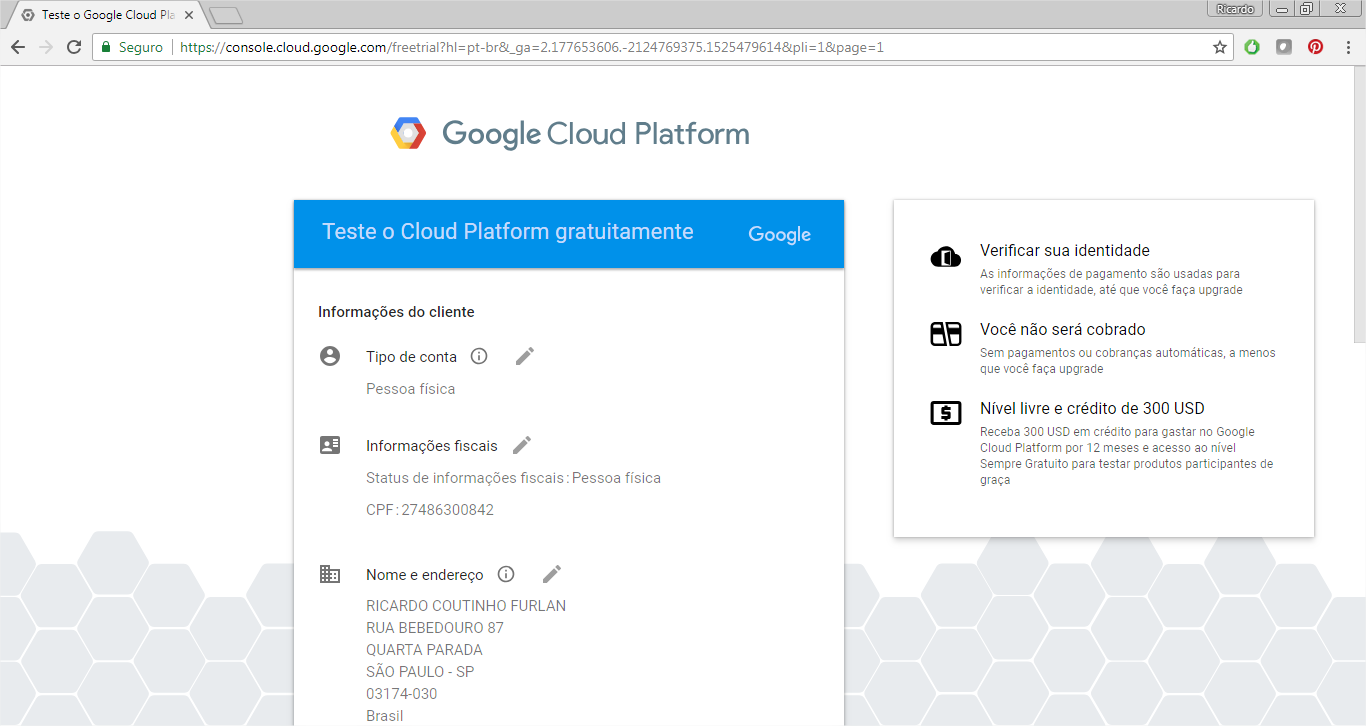 Teste o Google Cloud Pla
Ricardo
Seguro
https://console.cloud.google.com/freetrial?hl=pt-br&_ga=2.177653606.-2124769375.1525479614&pli=1&page=1
Google Cloud Platform
Teste o Cloud Platform gratuitamente
Google
Informações do cliente
Tipo de conta
Pessoa física
Informações fiscais
Status de informações fiscais: Pessoa física
CPF: 27486300842
Nome e endereço
RICARDO COUTINHO FURLAN
RUA BEBEDOURO 87
QUARTA PARADA
SÃO PAULO - SP
03174-030
Brasil
Verificar sua identidade
As informações de pagamento são usadas para
verificar a identidade, até que você faça upgrade
Você não será cobrado
Sem pagamentos ou cobranças automáticas, a menos
que você faça upgrade
Nível livre e crédito de 300 USD
Receba 300 USD em crédito para gastar no Google
Cloud Platform por 12 meses e acesso ao nível
Sempre Gratuito para testar produtos participantes de
graça